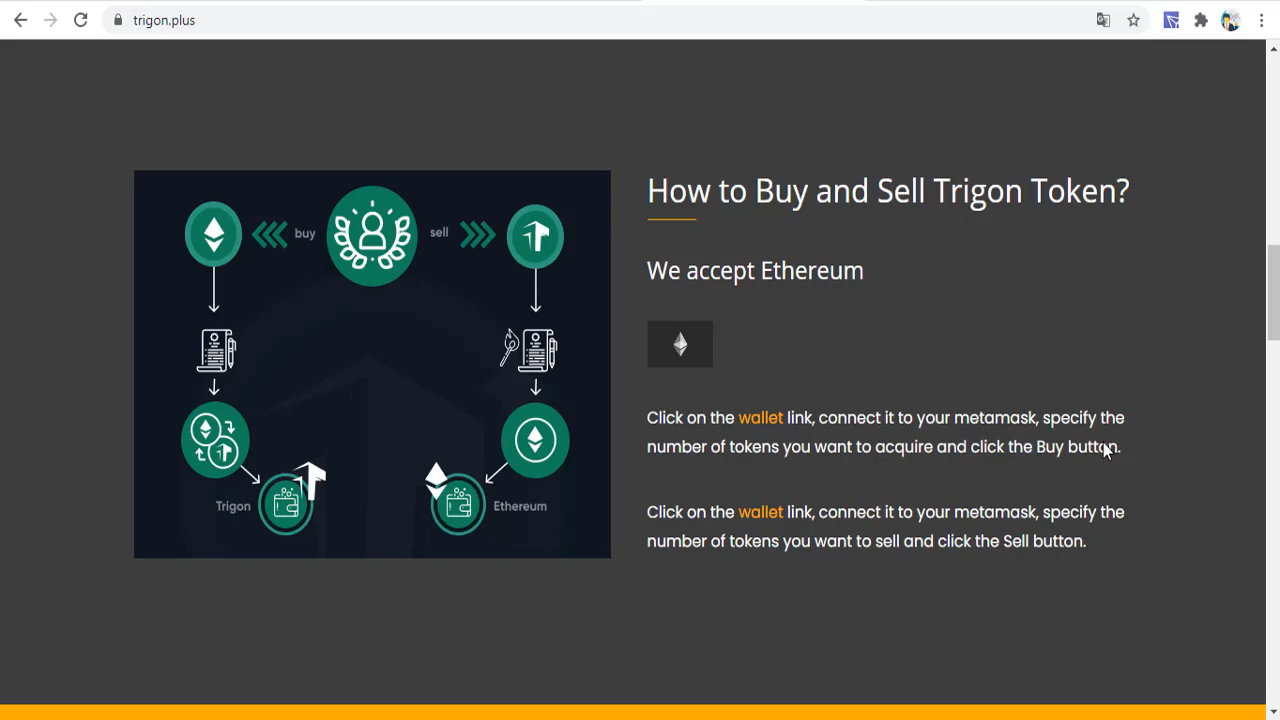 trigon.plus
buy
sell
Trigon
Ethereum
How to Buy and Sell Trigon Token?
We accept Ethereum
Click on the wallet link, connect it to your metamask, specify the
number of tokens you want to acquire and click the Buy button.
Click on the wallet link, connect it to your metamask, specify the
number of tokens you want to sell and click the Sell button.